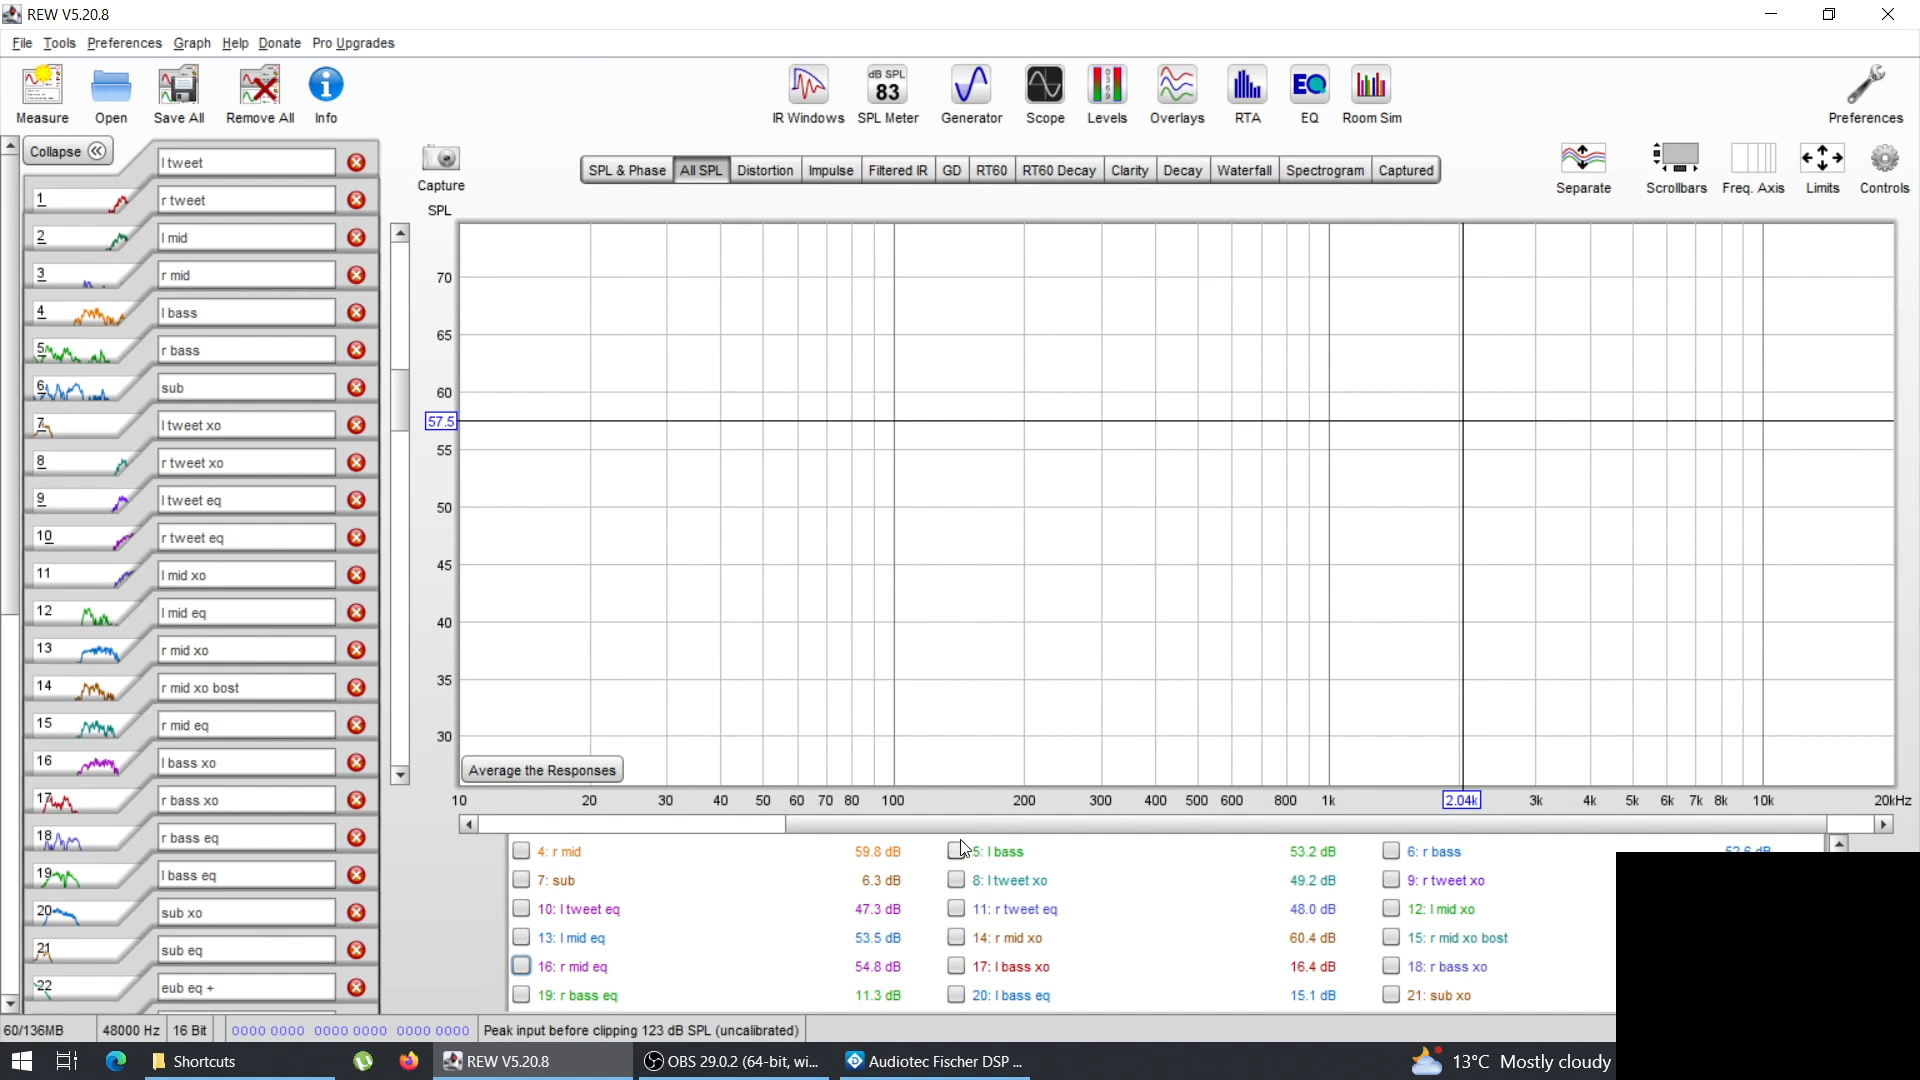 REW V5.20.8
File Tools Preferences Graph Help Donate Pro Upgrades
dB SPL
83
0 3 6 9
EQ
Measure Open Save All Remove All Info IR Windows SPL Meter Generator Scope Levels Overlays RTA EQ Room Sim Preferences
Collapse
Capture
SPL & Phase All SPL Distortion Impulse Filtered IR GD RT60 RT60 Decay Clarity Decay Waterfall Spectrogram Captured
Separate Scrollbars Freq. Axis Limits Controls
l tweet
1 r tweet
2 l mid
3 r mid
4 l bass
5 r bass
6 sub
7 l tweet xo
8 r tweet xo
9 l tweet eq
10 r tweet eq
11 l mid xo
12 l mid eq
13 r mid xo
14 r mid xo bost
15 r mid eq
16 l bass xo
17 r bass xo
18 r bass eq
19 l bass eq
20 sub xo
21 sub eq
22 eub eq +
SPL
70
65
60
57.5
55
50
45
40
35
30
Average the Responses
10 20 30 40 50 60 70 80 100 200 300 400 500 600 800 1k 2.04k 3k 4k 5k 6k 7k 8k 10k 20kHz
4: r mid 59.8 dB 5: l bass 53.2 dB 6: r bass 52.6 dB
7: sub 6.3 dB 8: l tweet xo 49.2 dB 9: r tweet xo
10: l tweet eq 47.3 dB 11: r tweet eq 48.0 dB 12: l mid xo
13: l mid eq 53.5 dB 14: r mid xo 60.4 dB 15: r mid xo bost
16: r mid eq 54.8 dB 17: l bass xo 16.4 dB 18: r bass xo
19: r bass eq 11.3 dB 20: l bass eq 15.1 dB 21: sub xo
60/136MB 48000 Hz 16 Bit 0000 0000 0000 0000 0000 0000 Peak input before clipping 123 dB SPL (uncalibrated)
Shortcuts REW V5.20.8 OBS 29.0.2 (64-bit, wi... Audiotec Fischer DSP ... 13°C Mostly cloudy